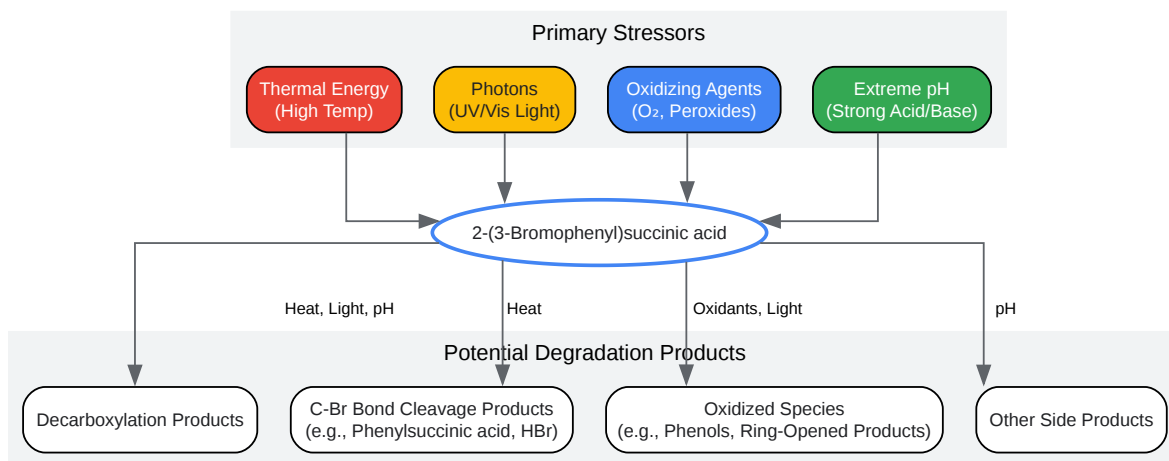 Primary Stressors
Thermal Energy
(High Temp)
Photons
(UV/Vis Light)
Oxidizing Agents
(O₂, Peroxides)
Extreme pH
(Strong Acid/Base)
2-(3-Bromophenyl)succinic acid
Heat, Light, pH
Heat
Oxidants, Light
pH
Potential Degradation Products
Decarboxylation Products
C-Br Bond Cleavage Products
(e.g., Phenylsuccinic acid, HBr)
Oxidized Species
(e.g., Phenols, Ring-Opened Products)
Other Side Products